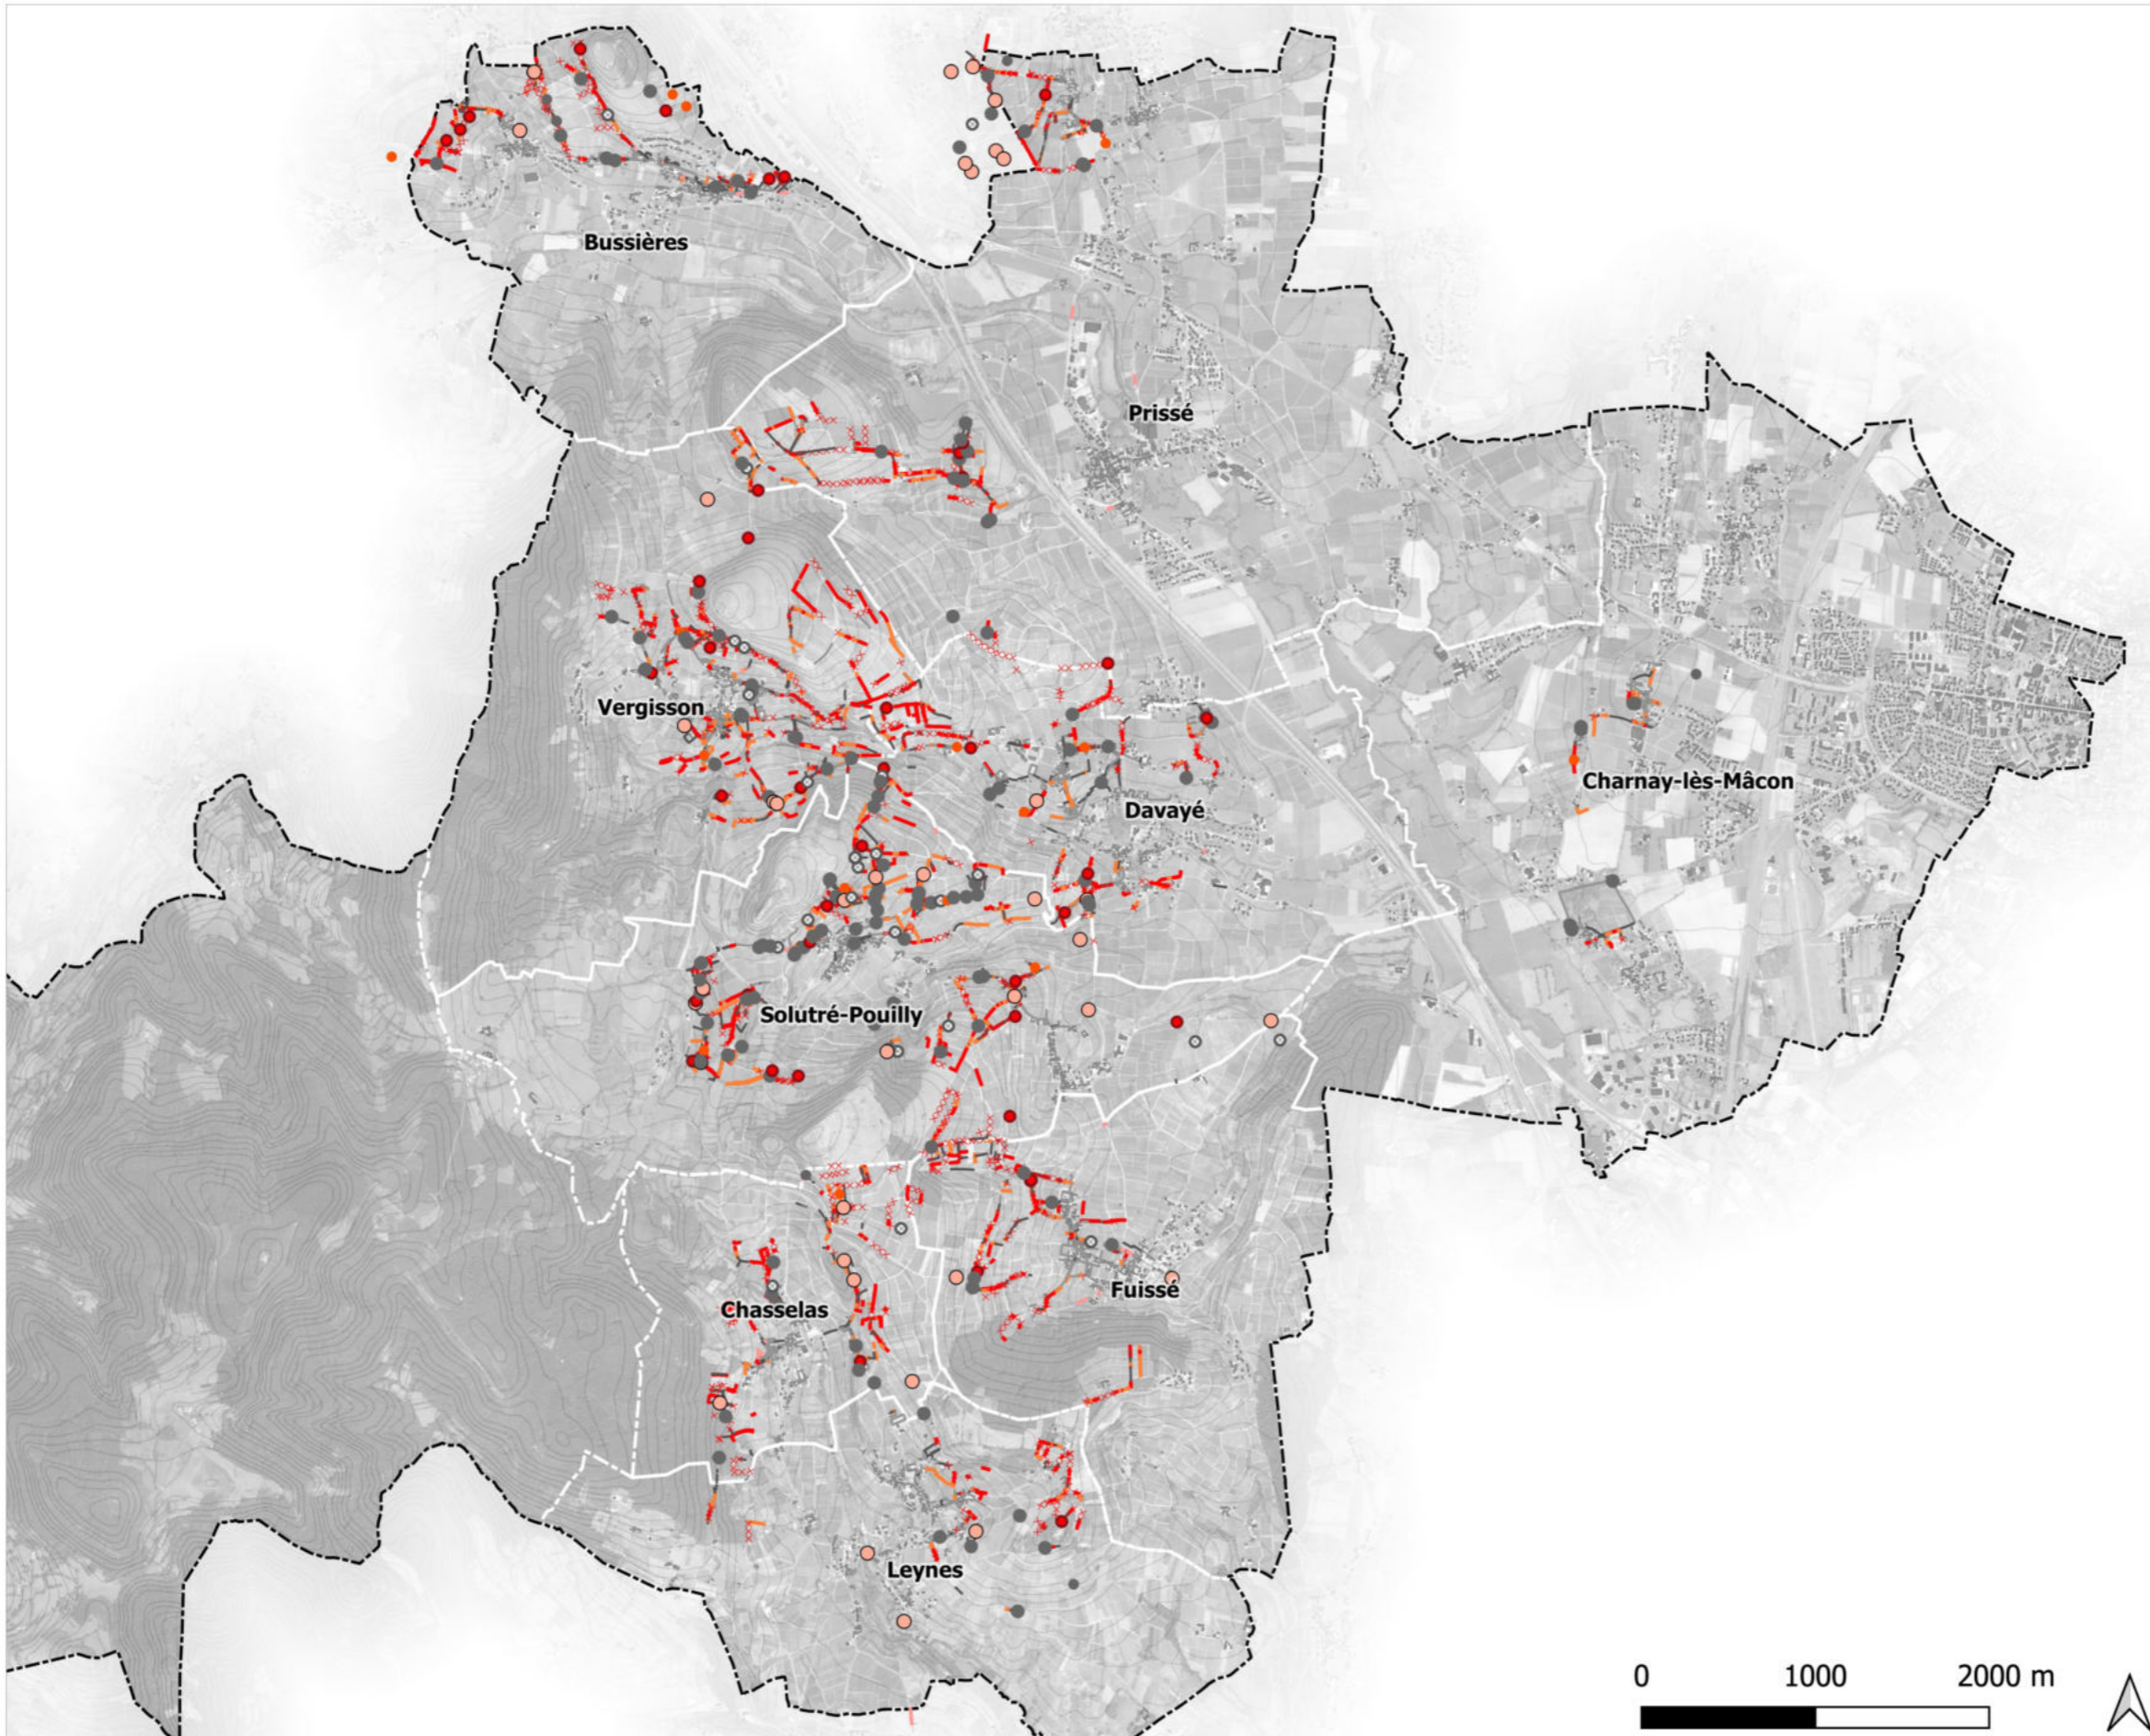 Bussières
Prissé
Vergisson
Charnay-lès-Mâcon
Davayé
Solutré-Pouilly
Fuissé
Chasselas
Leynes
0 1000 2000 m